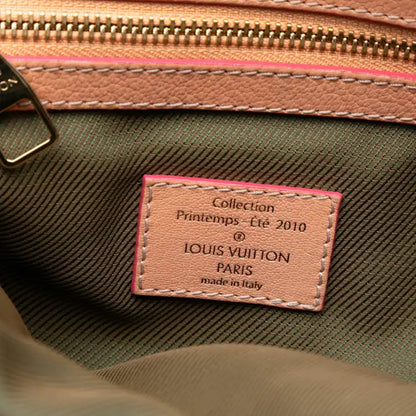 Collection
Printemps - Été 2010
®
LOUIS VUITTON
PARIS
made in Italy